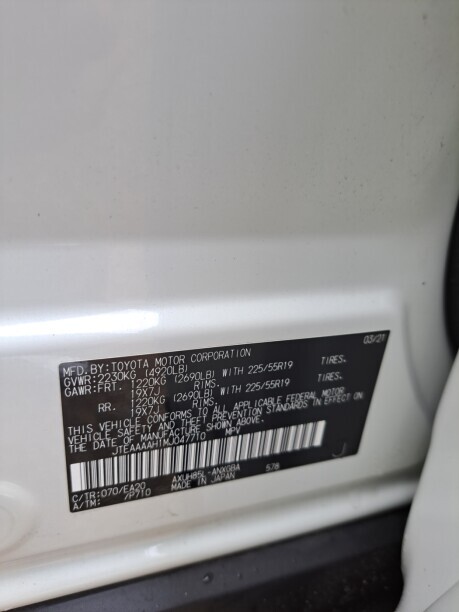 MFD. BY: TOYOTA MOTOR CORPORATION 03/21
GVWR: 2230KG (4920LB)
GAWR: FRT. 1220KG (2690LB) WITH 225/55R19 TIRES.
19X7J RIMS.
RR. 1220KG (2690LB) WITH 225/55R19 TIRES.
19X7J RIMS.
THIS VEHICLE CONFORMS TO ALL APPLICABLE FEDERAL MOTOR
VEHICLE SAFETY AND THEFT PREVENTION STANDARDS IN EFFECT ON
THE DATE OF MANUFACTURE SHOWN ABOVE.
MPV
C/TR: 070/EA20 AXUH85L-ANXGBA
A/TM: /P710 MADE IN JAPAN 578 J